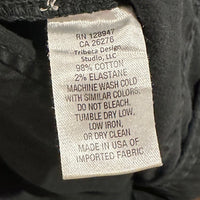 RN 128947
CA 26276
Tribeca Design
Studio, LLC
98% COTTON
2% ELASTANE
MACHINE WASH COLD
WITH SIMILAR COLORS.
DO NOT BLEACH,
TUMBLE DRY LOW,
LOW IRON,
OR DRY CLEAN
MADE IN USA OF
IMPORTED FABRIC